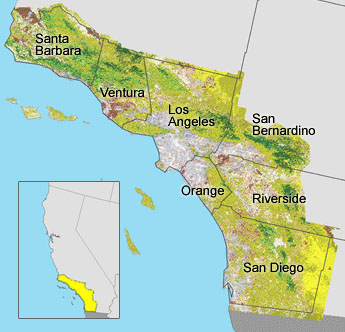 Santa
Barbara
Ventura
Los
Angeles
San
Bernardino
Orange
Riverside
San Diego